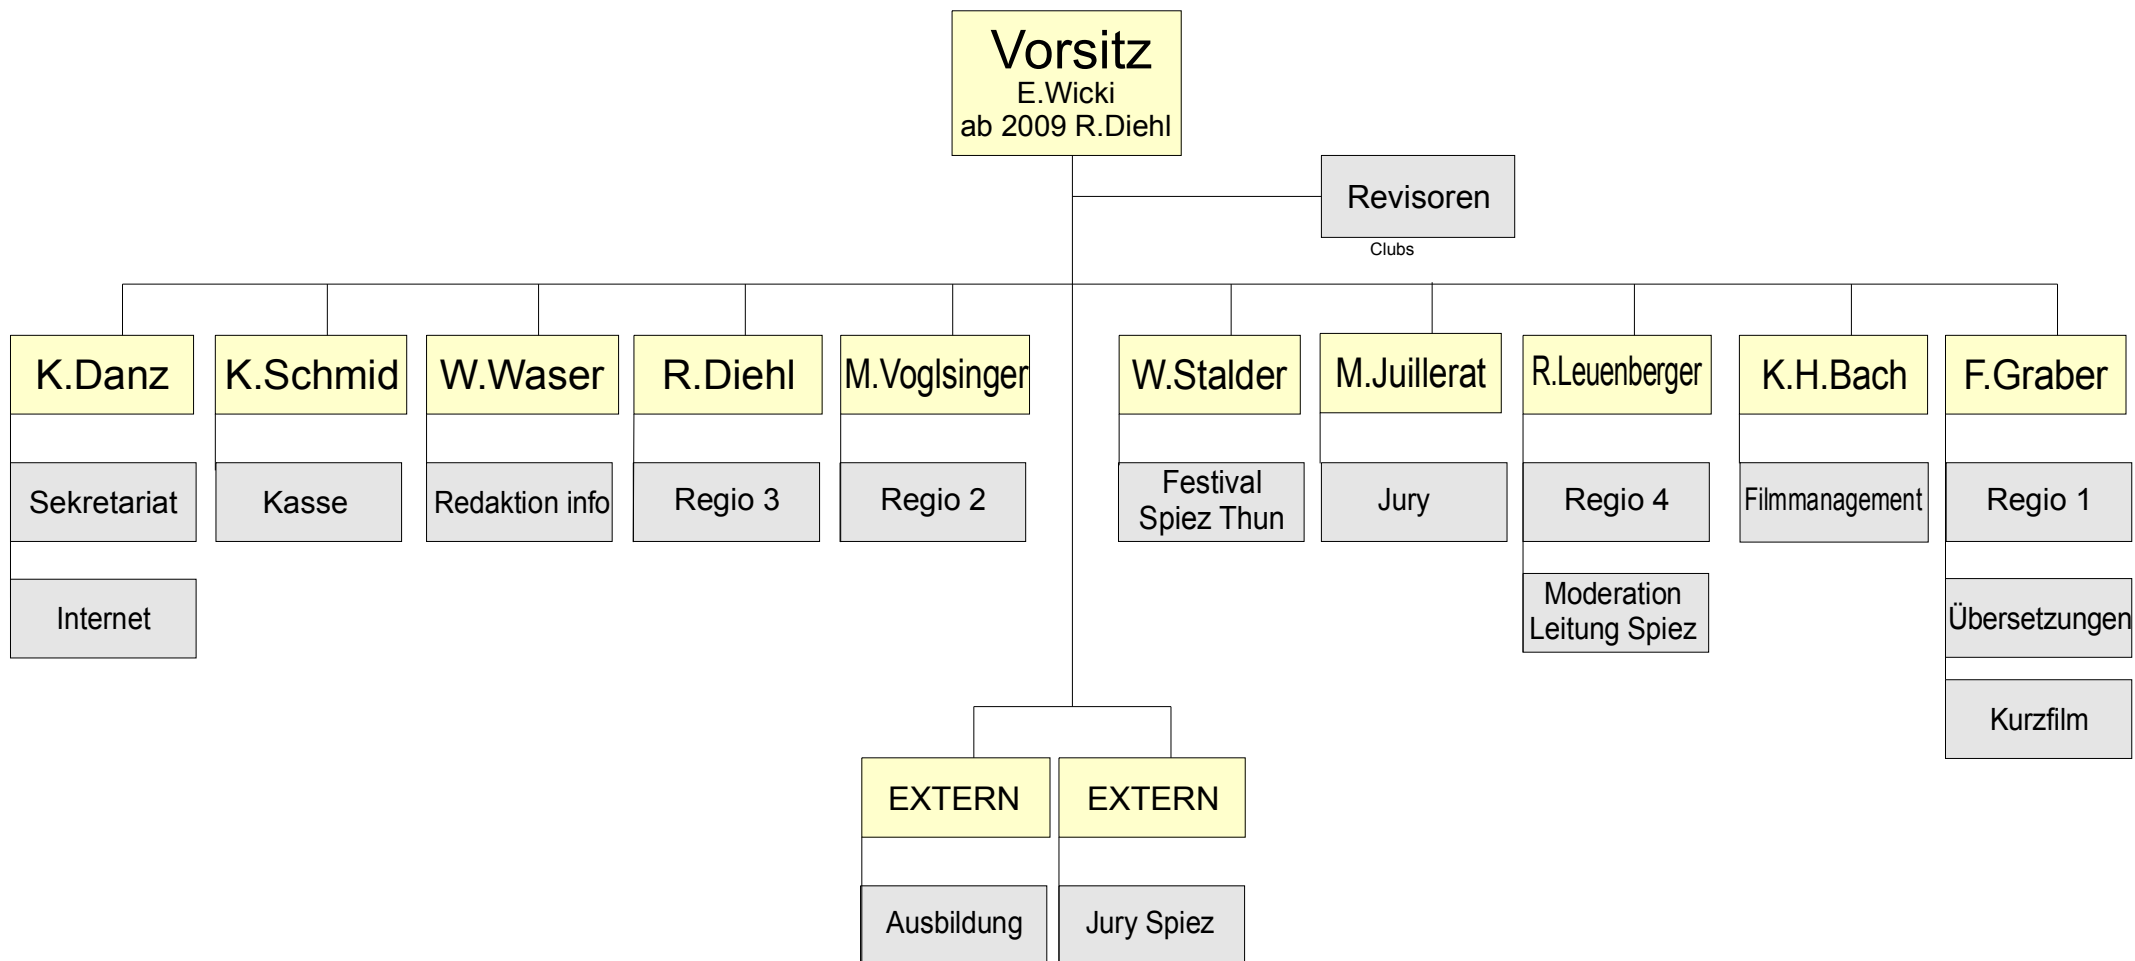 Vorsitz
E.Wicki
ab 2009 R.Diehl
Revisoren
Clubs
K.Danz
K.Schmid
W.Waser
R.Diehl
M.Voglsinger
W.Stalder
M.Juillerat
R.Leuenberger
K.H.Bach
F.Graber
Sekretariat
Kasse
Redaktion info
Regio 3
Regio 2
Festival
Spiez Thun
Jury
Regio 4
Filmmanagement
Regio 1
Internet
Moderation
Leitung Spiez
Übersetzungen
Kurzfilm
EXTERN
EXTERN
Ausbildung
Jury Spiez